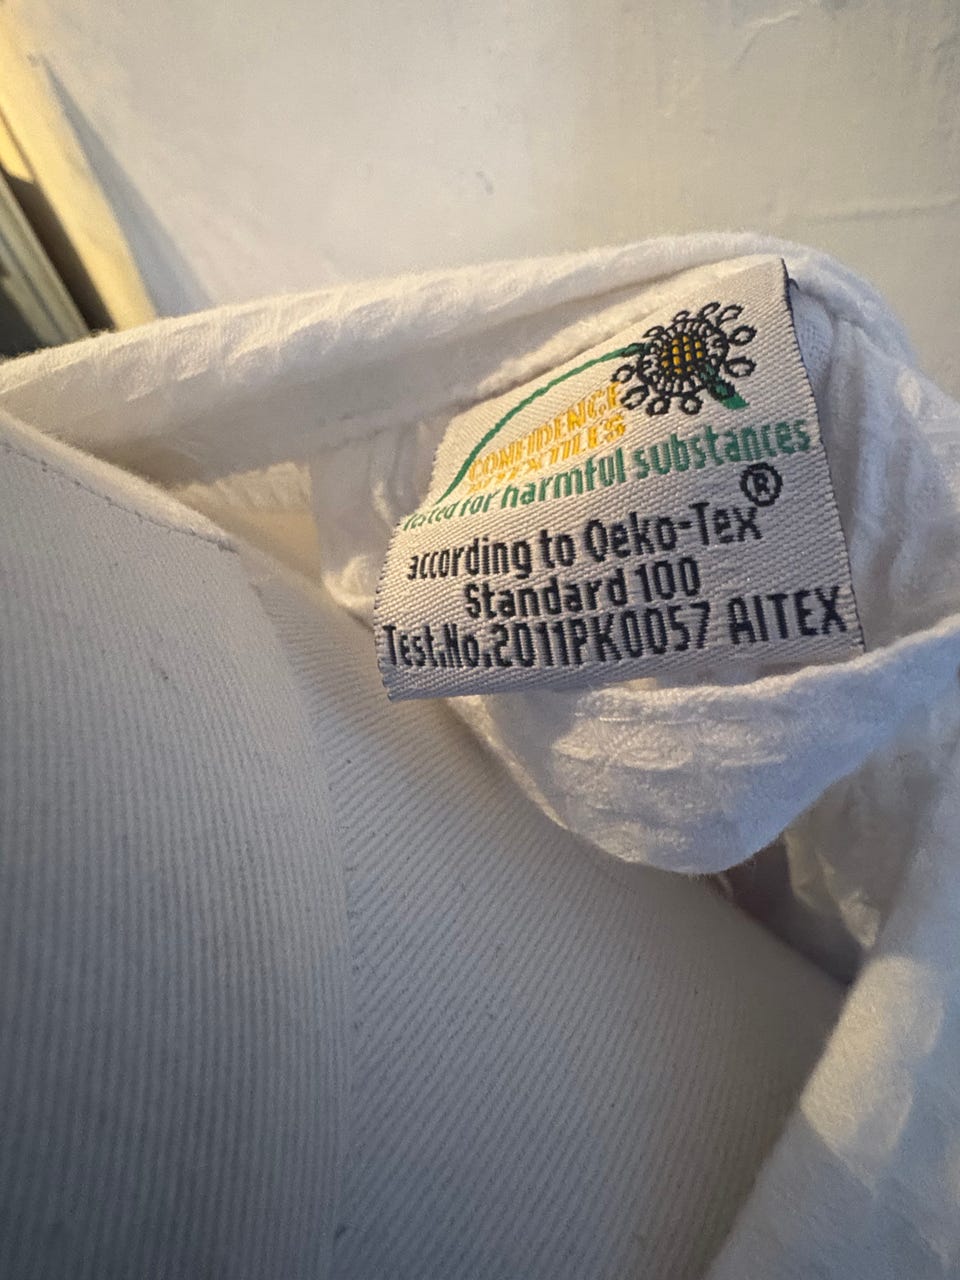 CONFIDENCE
IN TEXTILES
Tested for harmful substances
according to Oeko-Tex®
Standard 100
Test.No.2011PK0057 AITEX